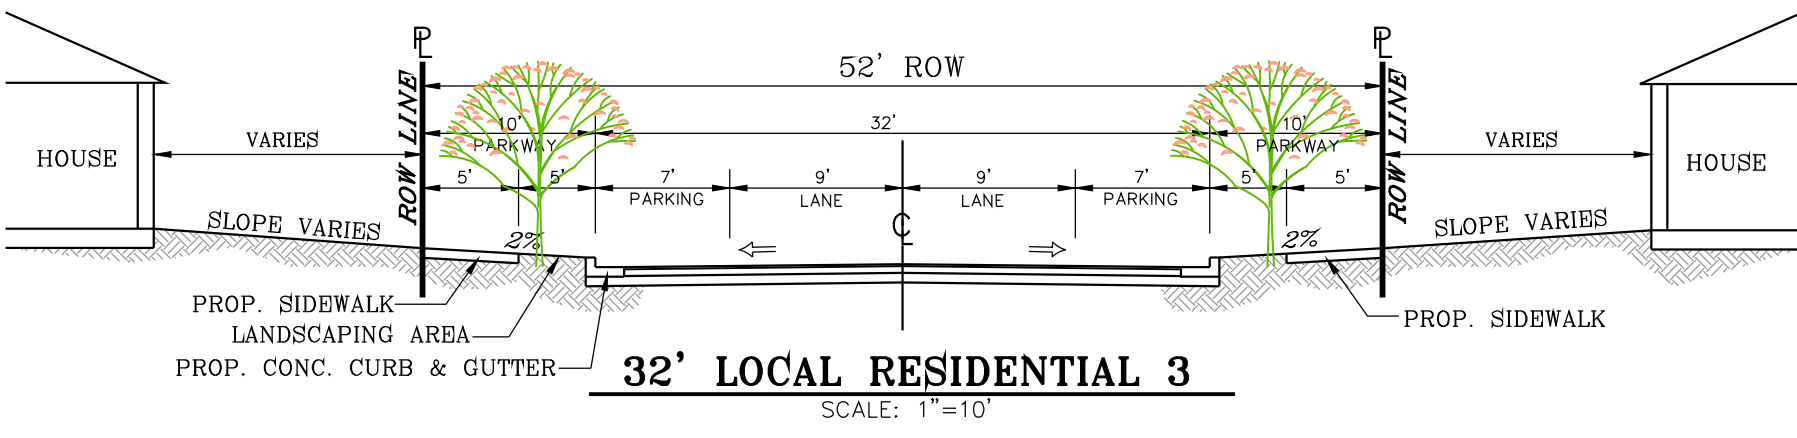 PL
PL
52' ROW
ROW LINE
ROW LINE
10'
PARKWAY
32'
10'
PARKWAY
HOUSE
VARIES
VARIES
HOUSE
5'
5'
7'
PARKING
9'
LANE
9'
LANE
7'
PARKING
5'
5'
SLOPE VARIES
2%
CL
2%
SLOPE VARIES
PROP. SIDEWALK
LANDSCAPING AREA
PROP. CONC. CURB & GUTTER
PROP. SIDEWALK
32' LOCAL RESIDENTIAL 3
SCALE: 1"=10'